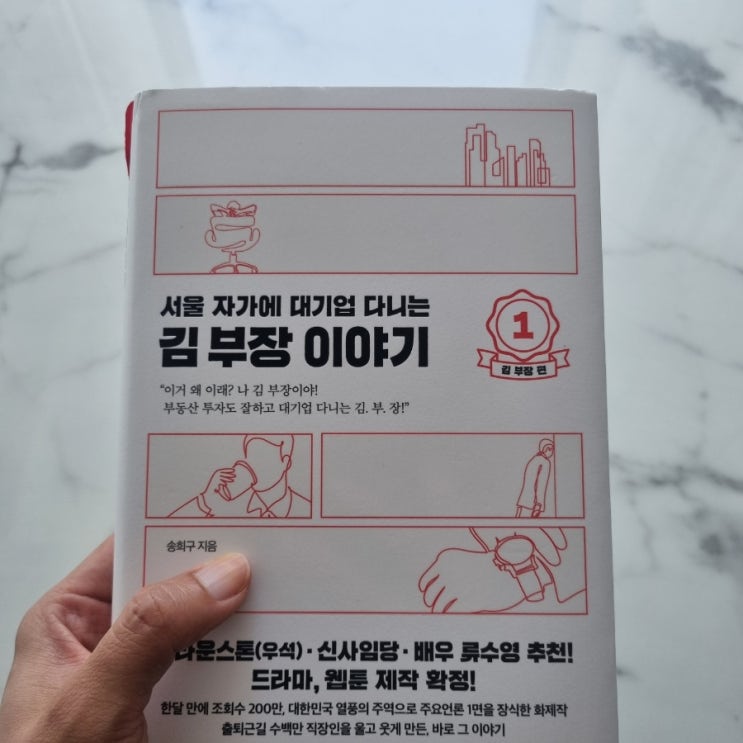 서울 자가에 대기업 다니는
김 부장 이야기
1
김 부장 편
“이거 왜 이래? 나 김 부장이야!
부동산 투자도 잘하고 대기업 다니는 김. 부. 장!”
송희구 지음
(우석)·신사임당·배우 류수영 추천!
드라마, 웹툰 제작 확정!
한달 만에 조회수 200만, 대한민국 열풍의 주역으로 주요언론 1면을 장식한 화제작
출퇴근길 수백만 직장인을 울고 웃게 만든, 바로 그 이야기